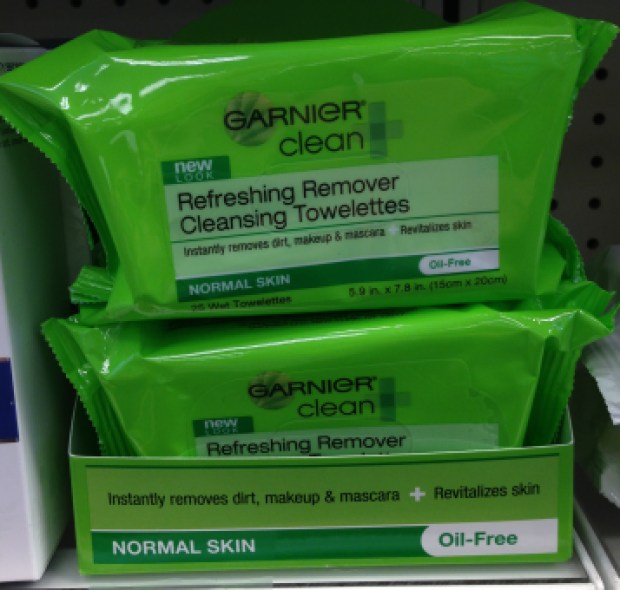 GARNIER
clean+
new
LOOK
Refreshing Remover
Cleansing Towelettes
Instantly removes dirt, makeup & mascara + Revitalizes skin
Oil-Free
NORMAL SKIN
25 Wet Towelettes 5.9 in. x 7.8 in. (15cm x 20cm)
GARNIER
clean+
new
LOOK
Refreshing Remover
Instantly removes dirt, makeup & mascara + Revitalizes skin
NORMAL SKIN Oil-Free